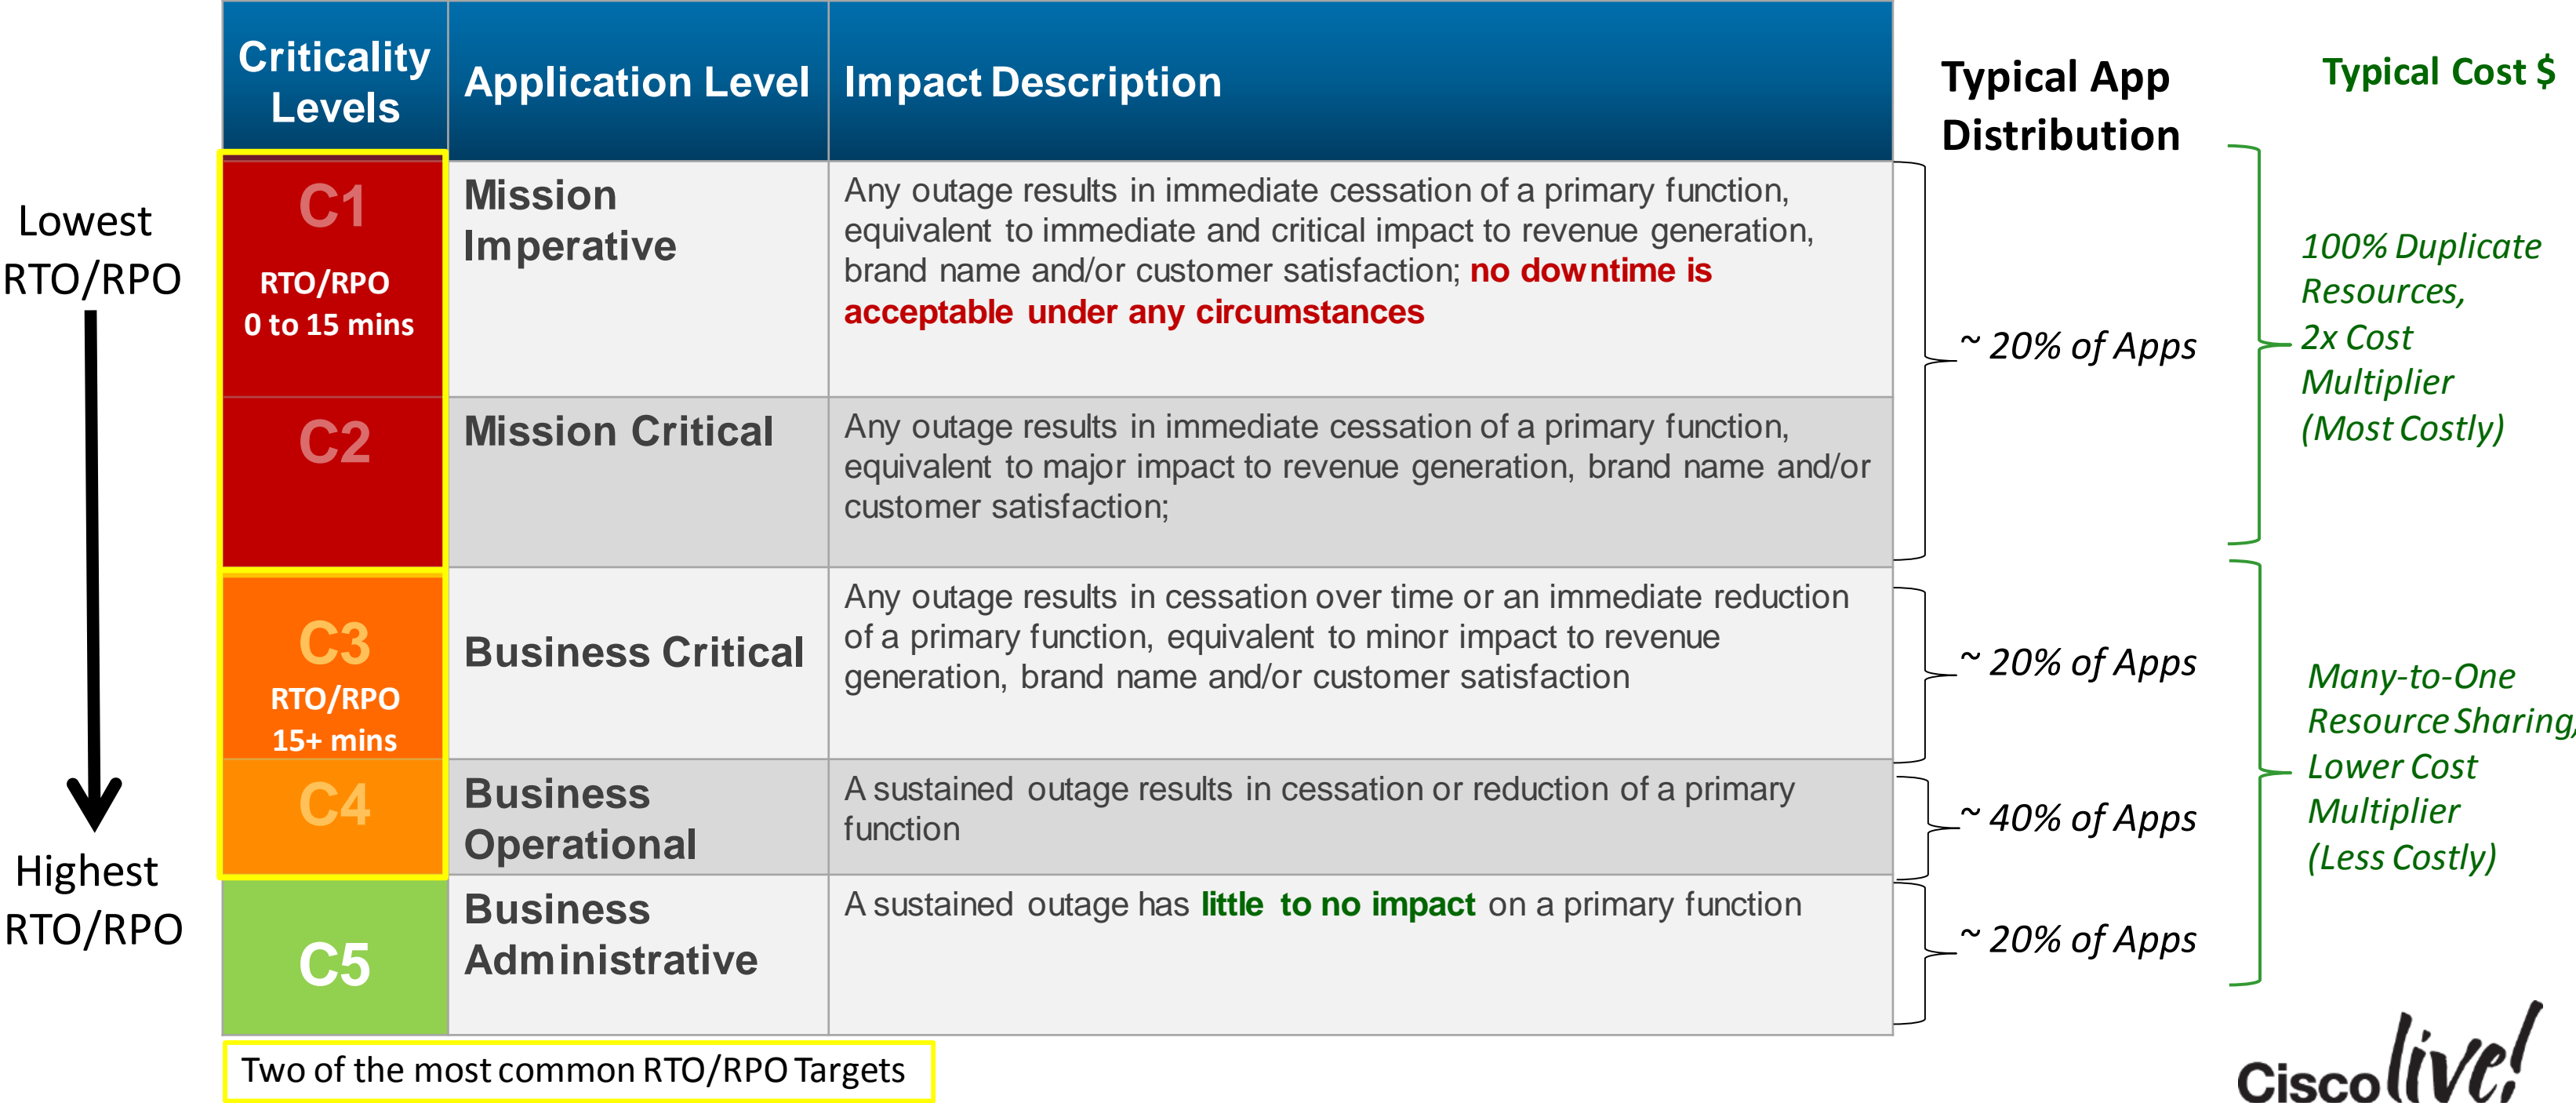 Criticality
Levels
Application Level
Impact Description
Typical App
Distribution
Typical Cost $
Lowest
RTO/RPO
Highest
RTO/RPO
C1
RTO/RPO
0 to 15 mins
Mission
Imperative
Any outage results in immediate cessation of a primary function,
equivalent to immediate and critical impact to revenue generation,
brand name and/or customer satisfaction; no downtime is
acceptable under any circumstances
C2
Mission Critical
Any outage results in immediate cessation of a primary function,
equivalent to major impact to revenue generation, brand name and/or
customer satisfaction;
~ 20% of Apps
100% Duplicate
Resources,
2x Cost
Multiplier
(Most Costly)
C3
RTO/RPO
15+ mins
Business Critical
Any outage results in cessation over time or an immediate reduction
of a primary function, equivalent to minor impact to revenue
generation, brand name and/or customer satisfaction
~ 20% of Apps
C4
Business
Operational
A sustained outage results in cessation or reduction of a primary
function
~ 40% of Apps
C5
Business
Administrative
A sustained outage has little to no impact on a primary function
~ 20% of Apps
Many-to-One
Resource Sharing,
Lower Cost
Multiplier
(Less Costly)
Two of the most common RTO/RPO Targets
Cisco live!